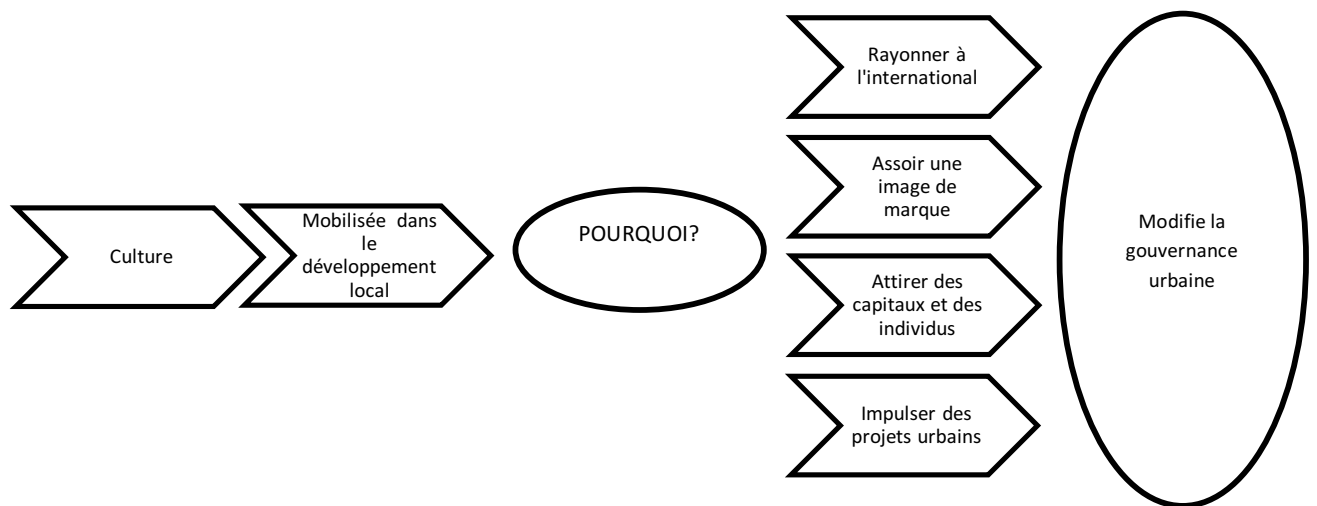 Culture
Mobilisée dans
le
développement
local
POURQUOI?
Rayonner à
l'international
Assoir une
image de
marque
Attirer des
capitaux et des
individus
Impulser des
projets urbains
Modifie la
gouvernance
urbaine